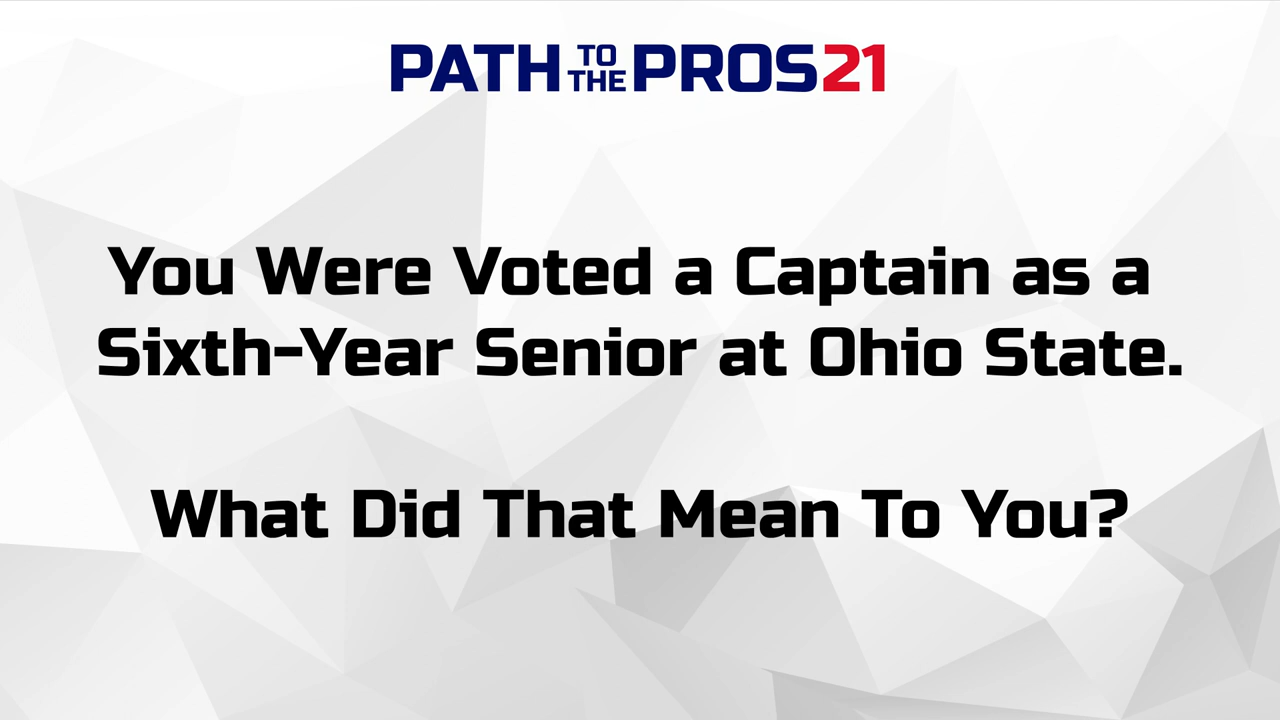 PATH TO THE PROS21
You Were Voted a Captain as a
Sixth-Year Senior at Ohio State.
What Did That Mean To You?